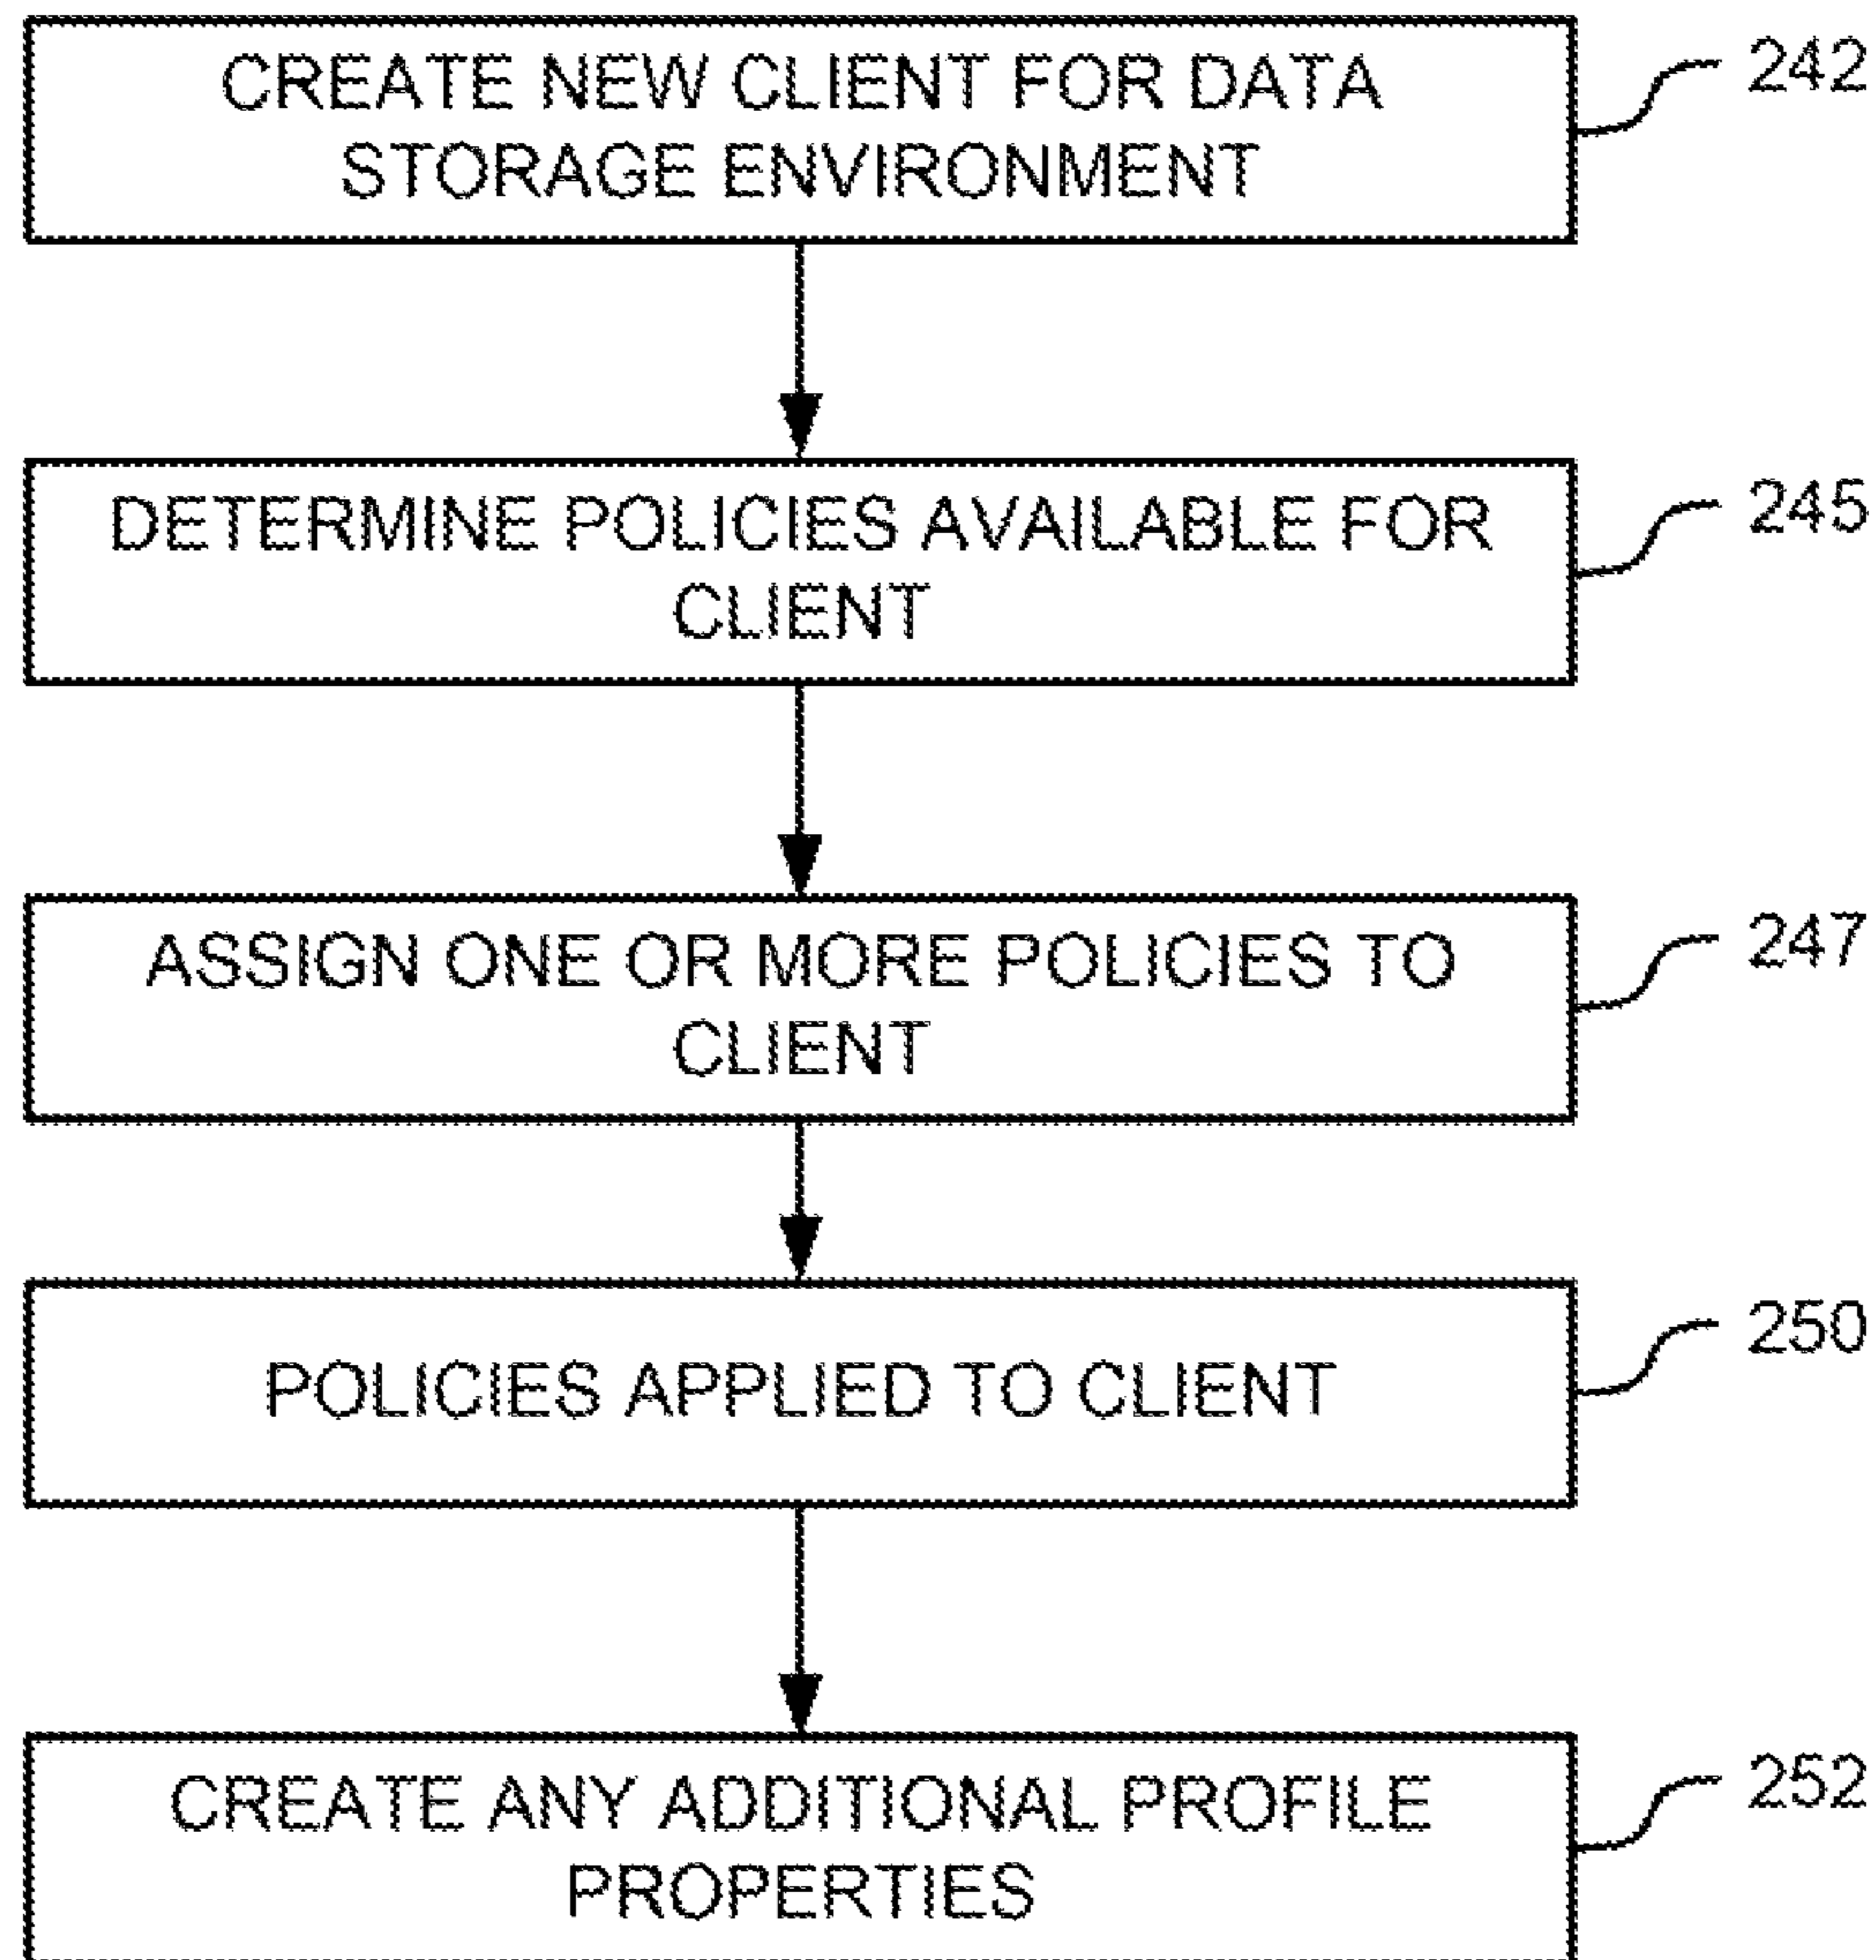 CREATE NEW CLIENT FOR DATA
STORAGE ENVIRONMENT
242
DETERMINE POLICIES AVAILABLE FOR
CLIENT
245
ASSIGN ONE OR MORE POLICIES TO
CLIENT
247
POLICIES APPLIED TO CLIENT
250
CREATE ANY ADDITIONAL PROFILE
PROPERTIES
252